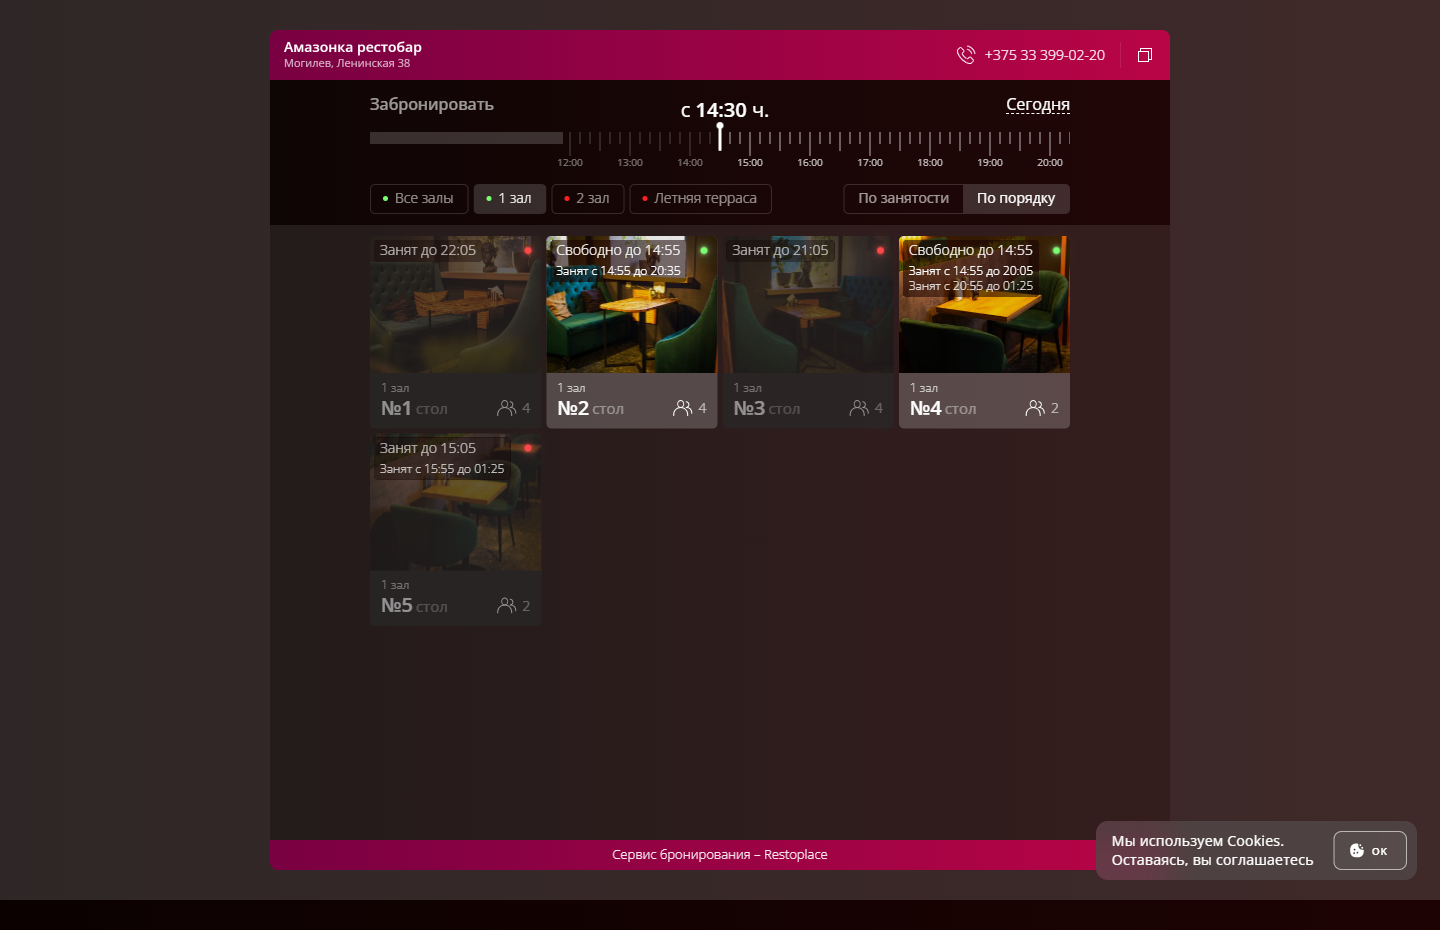 Амазонка рестобар
Могилев, Ленинская 38
+375 33 399-02-20
Забронировать
с 14:30 ч.
Сегодня
12:00 13:00 14:00 15:00 16:00 17:00 18:00 19:00 20:00
Все залы 1 зал 2 зал Летняя терраса По занятости По порядку
Занят до 22:05
1 зал
№1 стол 4
Свободно до 14:55
Занят с 14:55 до 20:35
1 зал
№2 стол 4
Занят до 21:05
1 зал
№3 стол 4
Свободно до 14:55
Занят с 14:55 до 20:05
Занят с 20:55 до 01:25
1 зал
№4 стол 2
Занят до 15:05
Занят с 15:55 до 01:25
1 зал
№5 стол 2
Сервис бронирования – Restoplace
Мы используем Cookies.
Оставаясь, вы соглашаетесь
ОК